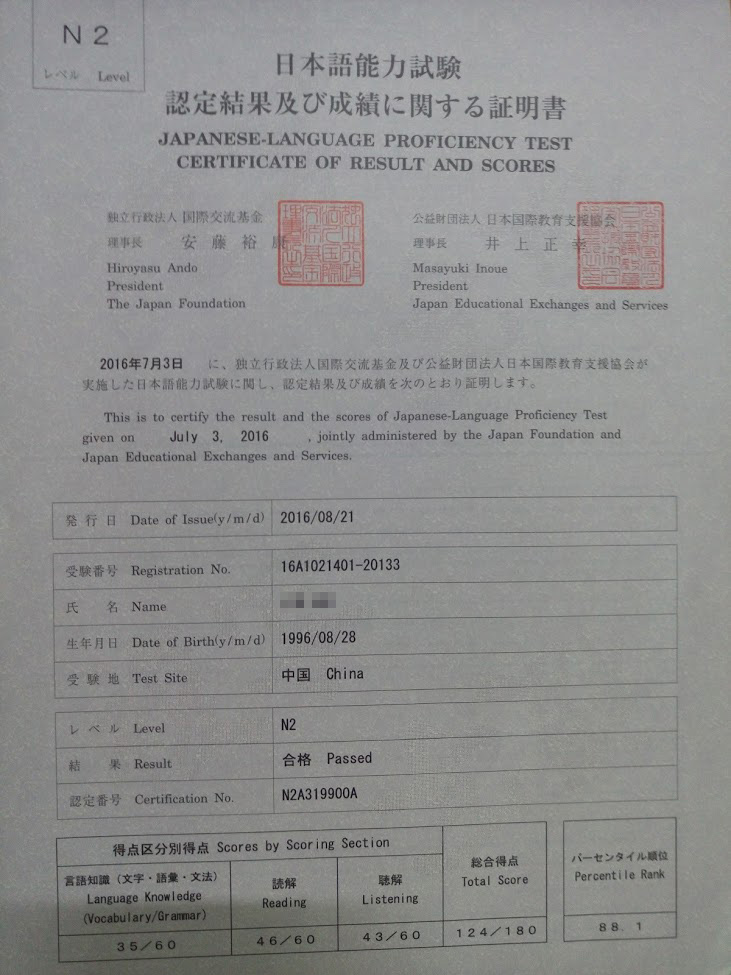 N2
レベル Level
日本語能力試験
認定結果及び成績に関する証明書
JAPANESE-LANGUAGE PROFICIENCY TEST
CERTIFICATE OF RESULT AND SCORES
独立行政法人 国際交流基金
理事長 安藤裕康
Hiroyasu Ando
President
The Japan Foundation
公益財団法人 日本国際教育支援協会
理事長 井上正幸
Masayuki Inoue
President
Japan Educational Exchanges and Services
2016年7月3日 に、独立行政法人国際交流基金及び公益財団法人日本国際教育支援協会が
実施した日本語能力試験に関し、認定結果及び成績を次のとおり証明します。
This is to certify the result and the scores of Japanese-Language Proficiency Test
given on July 3, 2016 , jointly administered by the Japan Foundation and
Japan Educational Exchanges and Services.
発行日 Date of Issue(y/m/d) 2016/08/21
受験番号 Registration No. 16A1021401-20133
氏名 Name
生年月日 Date of Birth(y/m/d) 1996/08/28
受験地 Test Site 中国 China
レベル Level N2
結果 Result 合格 Passed
認定番号 Certification No. N2A319900A
得点区分別得点 Scores by Scoring Section
言語知識（文字・語彙・文法）
Language Knowledge
(Vocabulary/Grammar)
読解
Reading
聴解
Listening
総合得点
Total Score
パーセンタイル順位
Percentile Rank
35/60 46/60 43/60 124/180 88.1